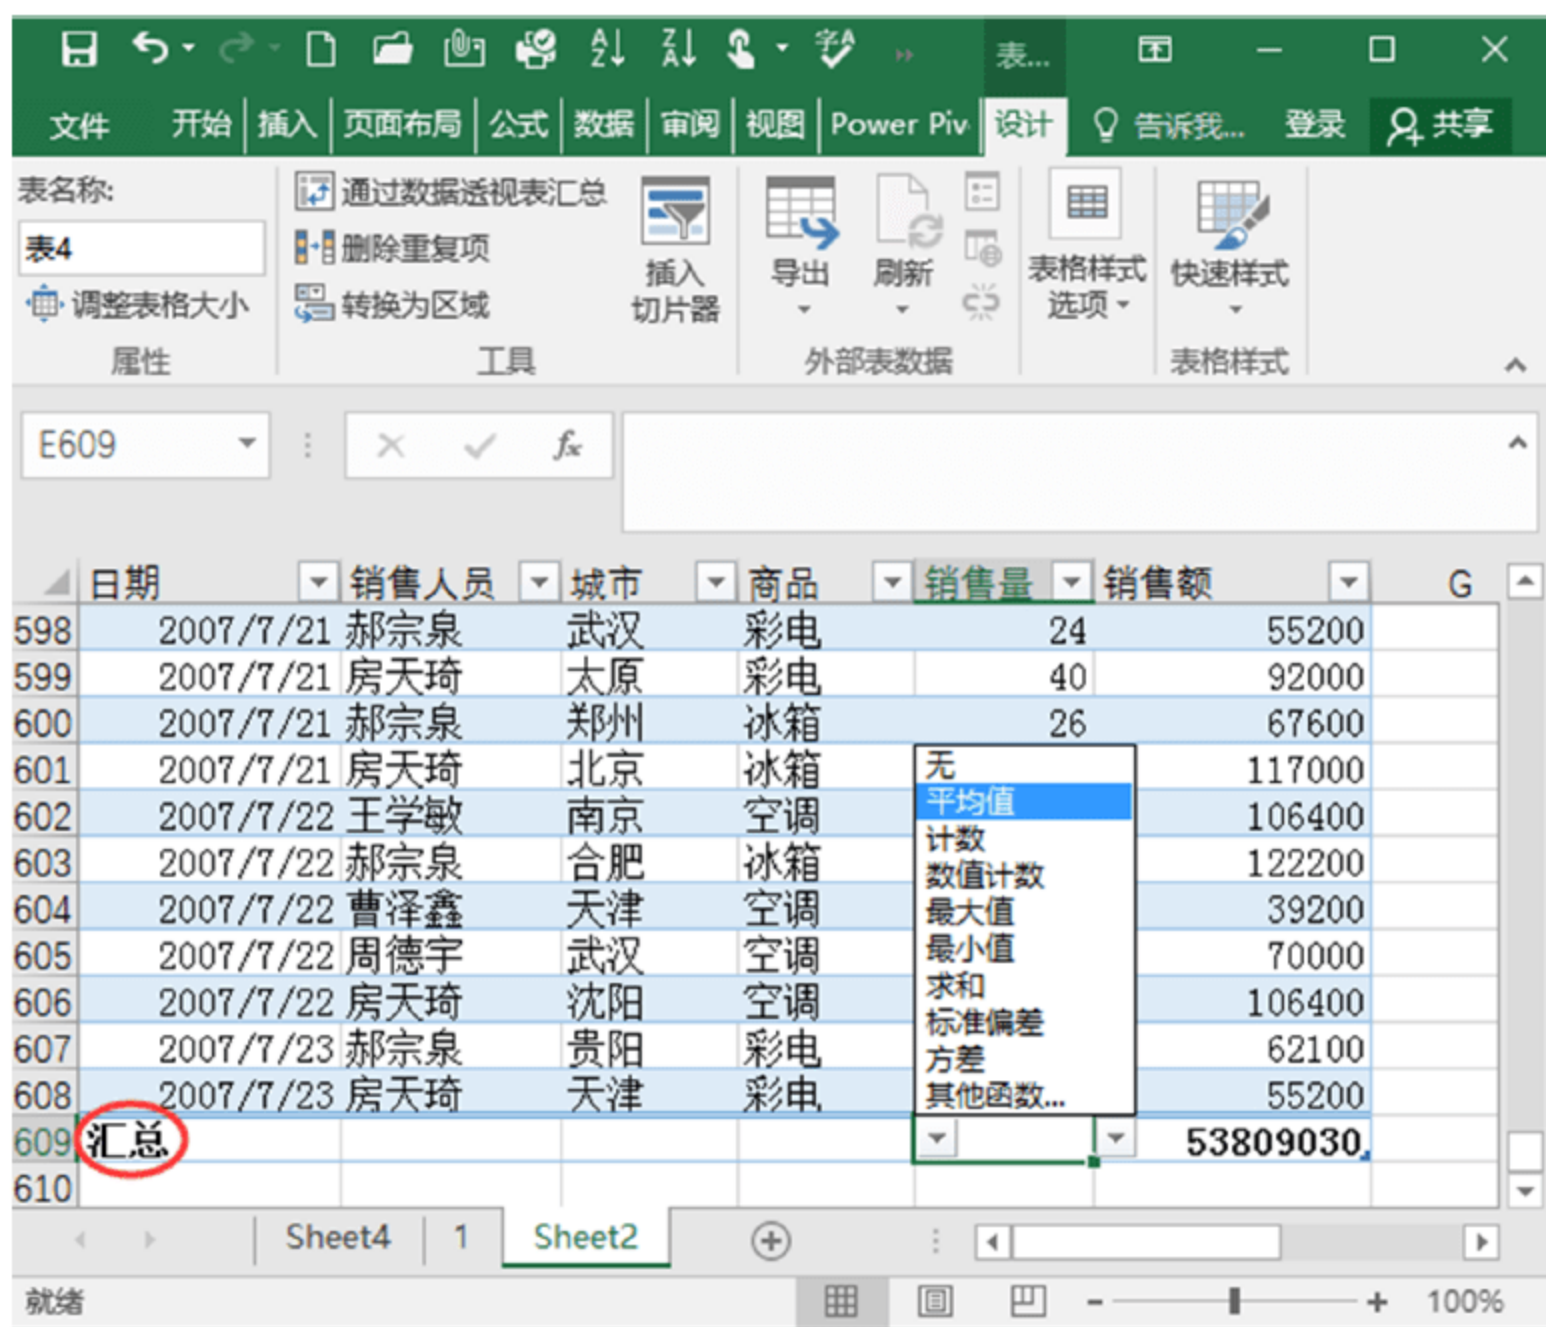 表...
文件 开始 插入 页面布局 公式 数据 审阅 视图 Power Piv 设计 告诉我... 登录 共享
表名称:
表4
调整表格大小
属性
通过数据透视表汇总
删除重复项
转换为区域
工具
插入
切片器
导出
刷新
外部表数据
表格样式
选项
快速样式
表格样式
E609
fx
日期 销售人员 城市 商品 销售量 销售额 G
598 2007/7/21 郝宗泉 武汉 彩电 24 55200
599 2007/7/21 房天琦 太原 彩电 40 92000
600 2007/7/21 郝宗泉 郑州 冰箱 26 67600
601 2007/7/21 房天琦 北京 冰箱 117000
602 2007/7/22 王学敏 南京 空调 106400
603 2007/7/22 郝宗泉 合肥 冰箱 122200
604 2007/7/22 曹泽鑫 天津 空调 39200
605 2007/7/22 周德宇 武汉 空调 70000
606 2007/7/22 房天琦 沈阳 空调 106400
607 2007/7/23 郝宗泉 贵阳 彩电 62100
608 2007/7/23 房天琦 天津 彩电 55200
609 汇总 53809030
610
无
平均值
计数
数值计数
最大值
最小值
求和
标准偏差
方差
其他函数...
Sheet4 1 Sheet2
就绪 100%